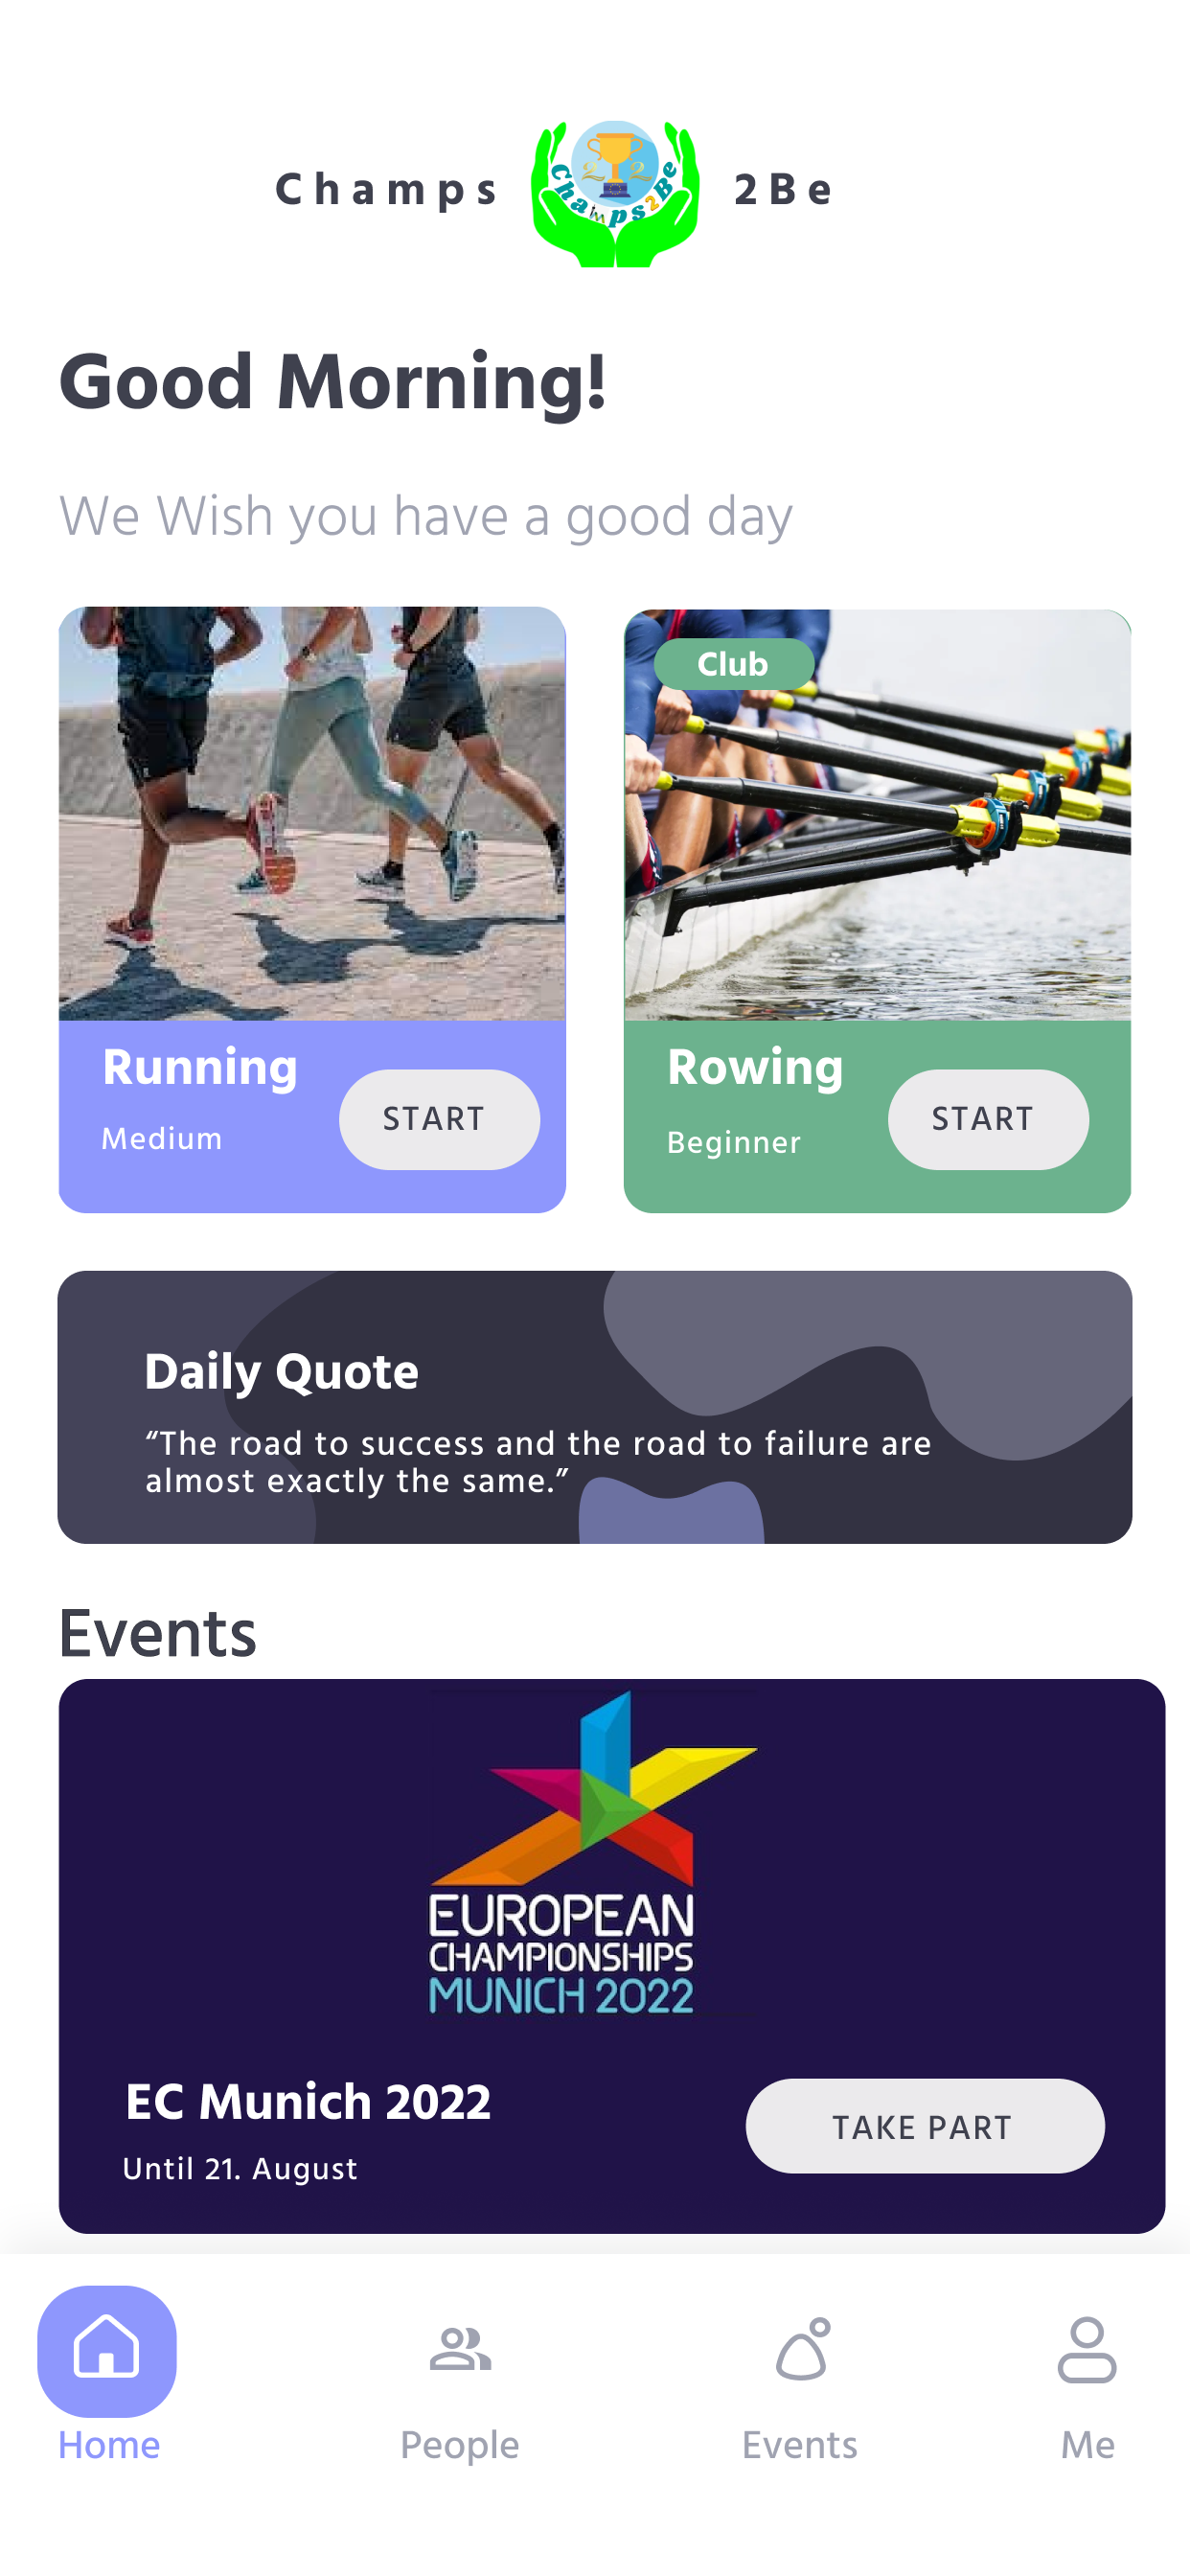 Champs 2Be
Champs2Be
Good Morning!
We Wish you have a good day
Club
Running
Medium
START
Rowing
Beginner
START
Daily Quote
“The road to success and the road to failure are
almost exactly the same.”
Events
EUROPEAN
CHAMPIONSHIPS
MUNICH 2022
EC Munich 2022
Until 21. August
TAKE PART
Home People Events Me